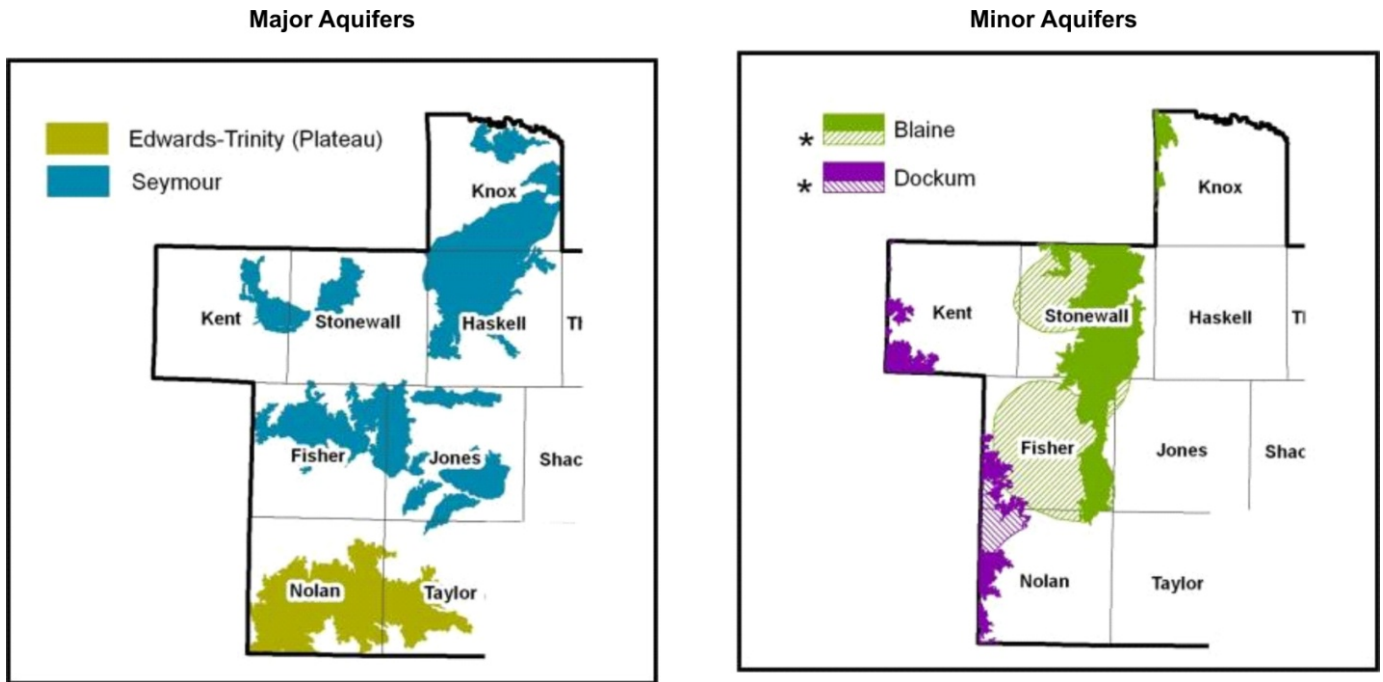 Major Aquifers
Minor Aquifers
Edwards-Trinity (Plateau)
Seymour
Knox
Kent
Stonewall
Haskell
Th
Fisher
Jones
Shac
Nolan
Taylor
* Blaine
* Dockum
Knox
Kent
Stonewall
Haskell
Fisher
Jones
Shac
Nolan
Taylor